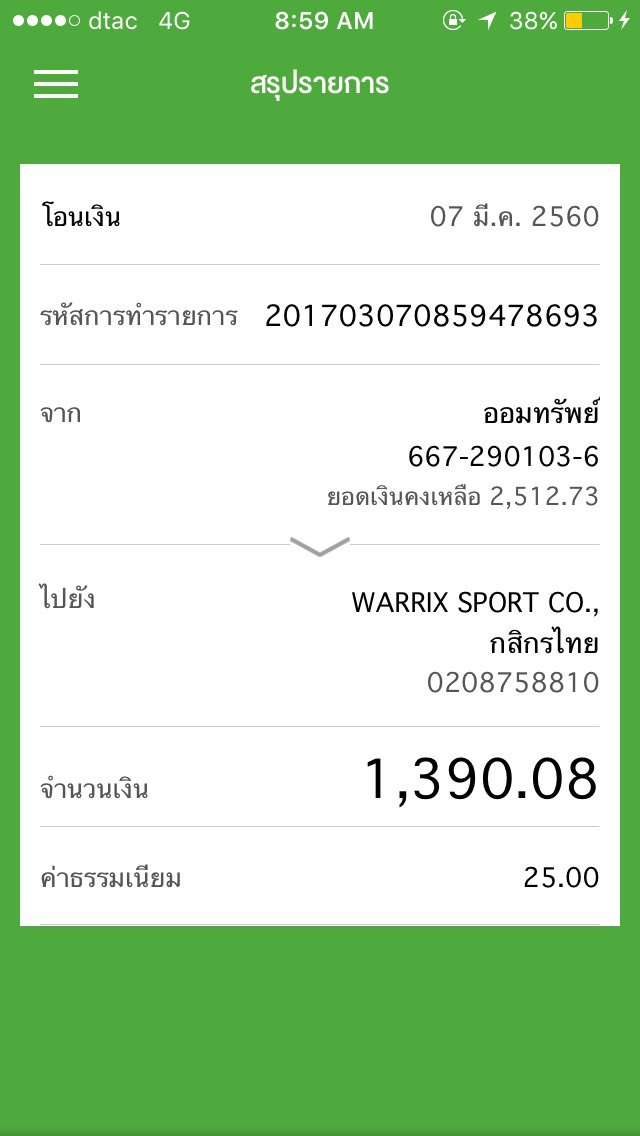 dtac 4G 8:59 AM 38%
สรุปรายการ
โอนเงิน 07 มี.ค. 2560
รหัสการทำรายการ 201703070859478693
จาก ออมทรัพย์
667-290103-6
ยอดเงินคงเหลือ 2,512.73
ไปยัง WARRIX SPORT CO.,
กสิกรไทย
0208758810
จำนวนเงิน 1,390.08
ค่าธรรมเนียม 25.00